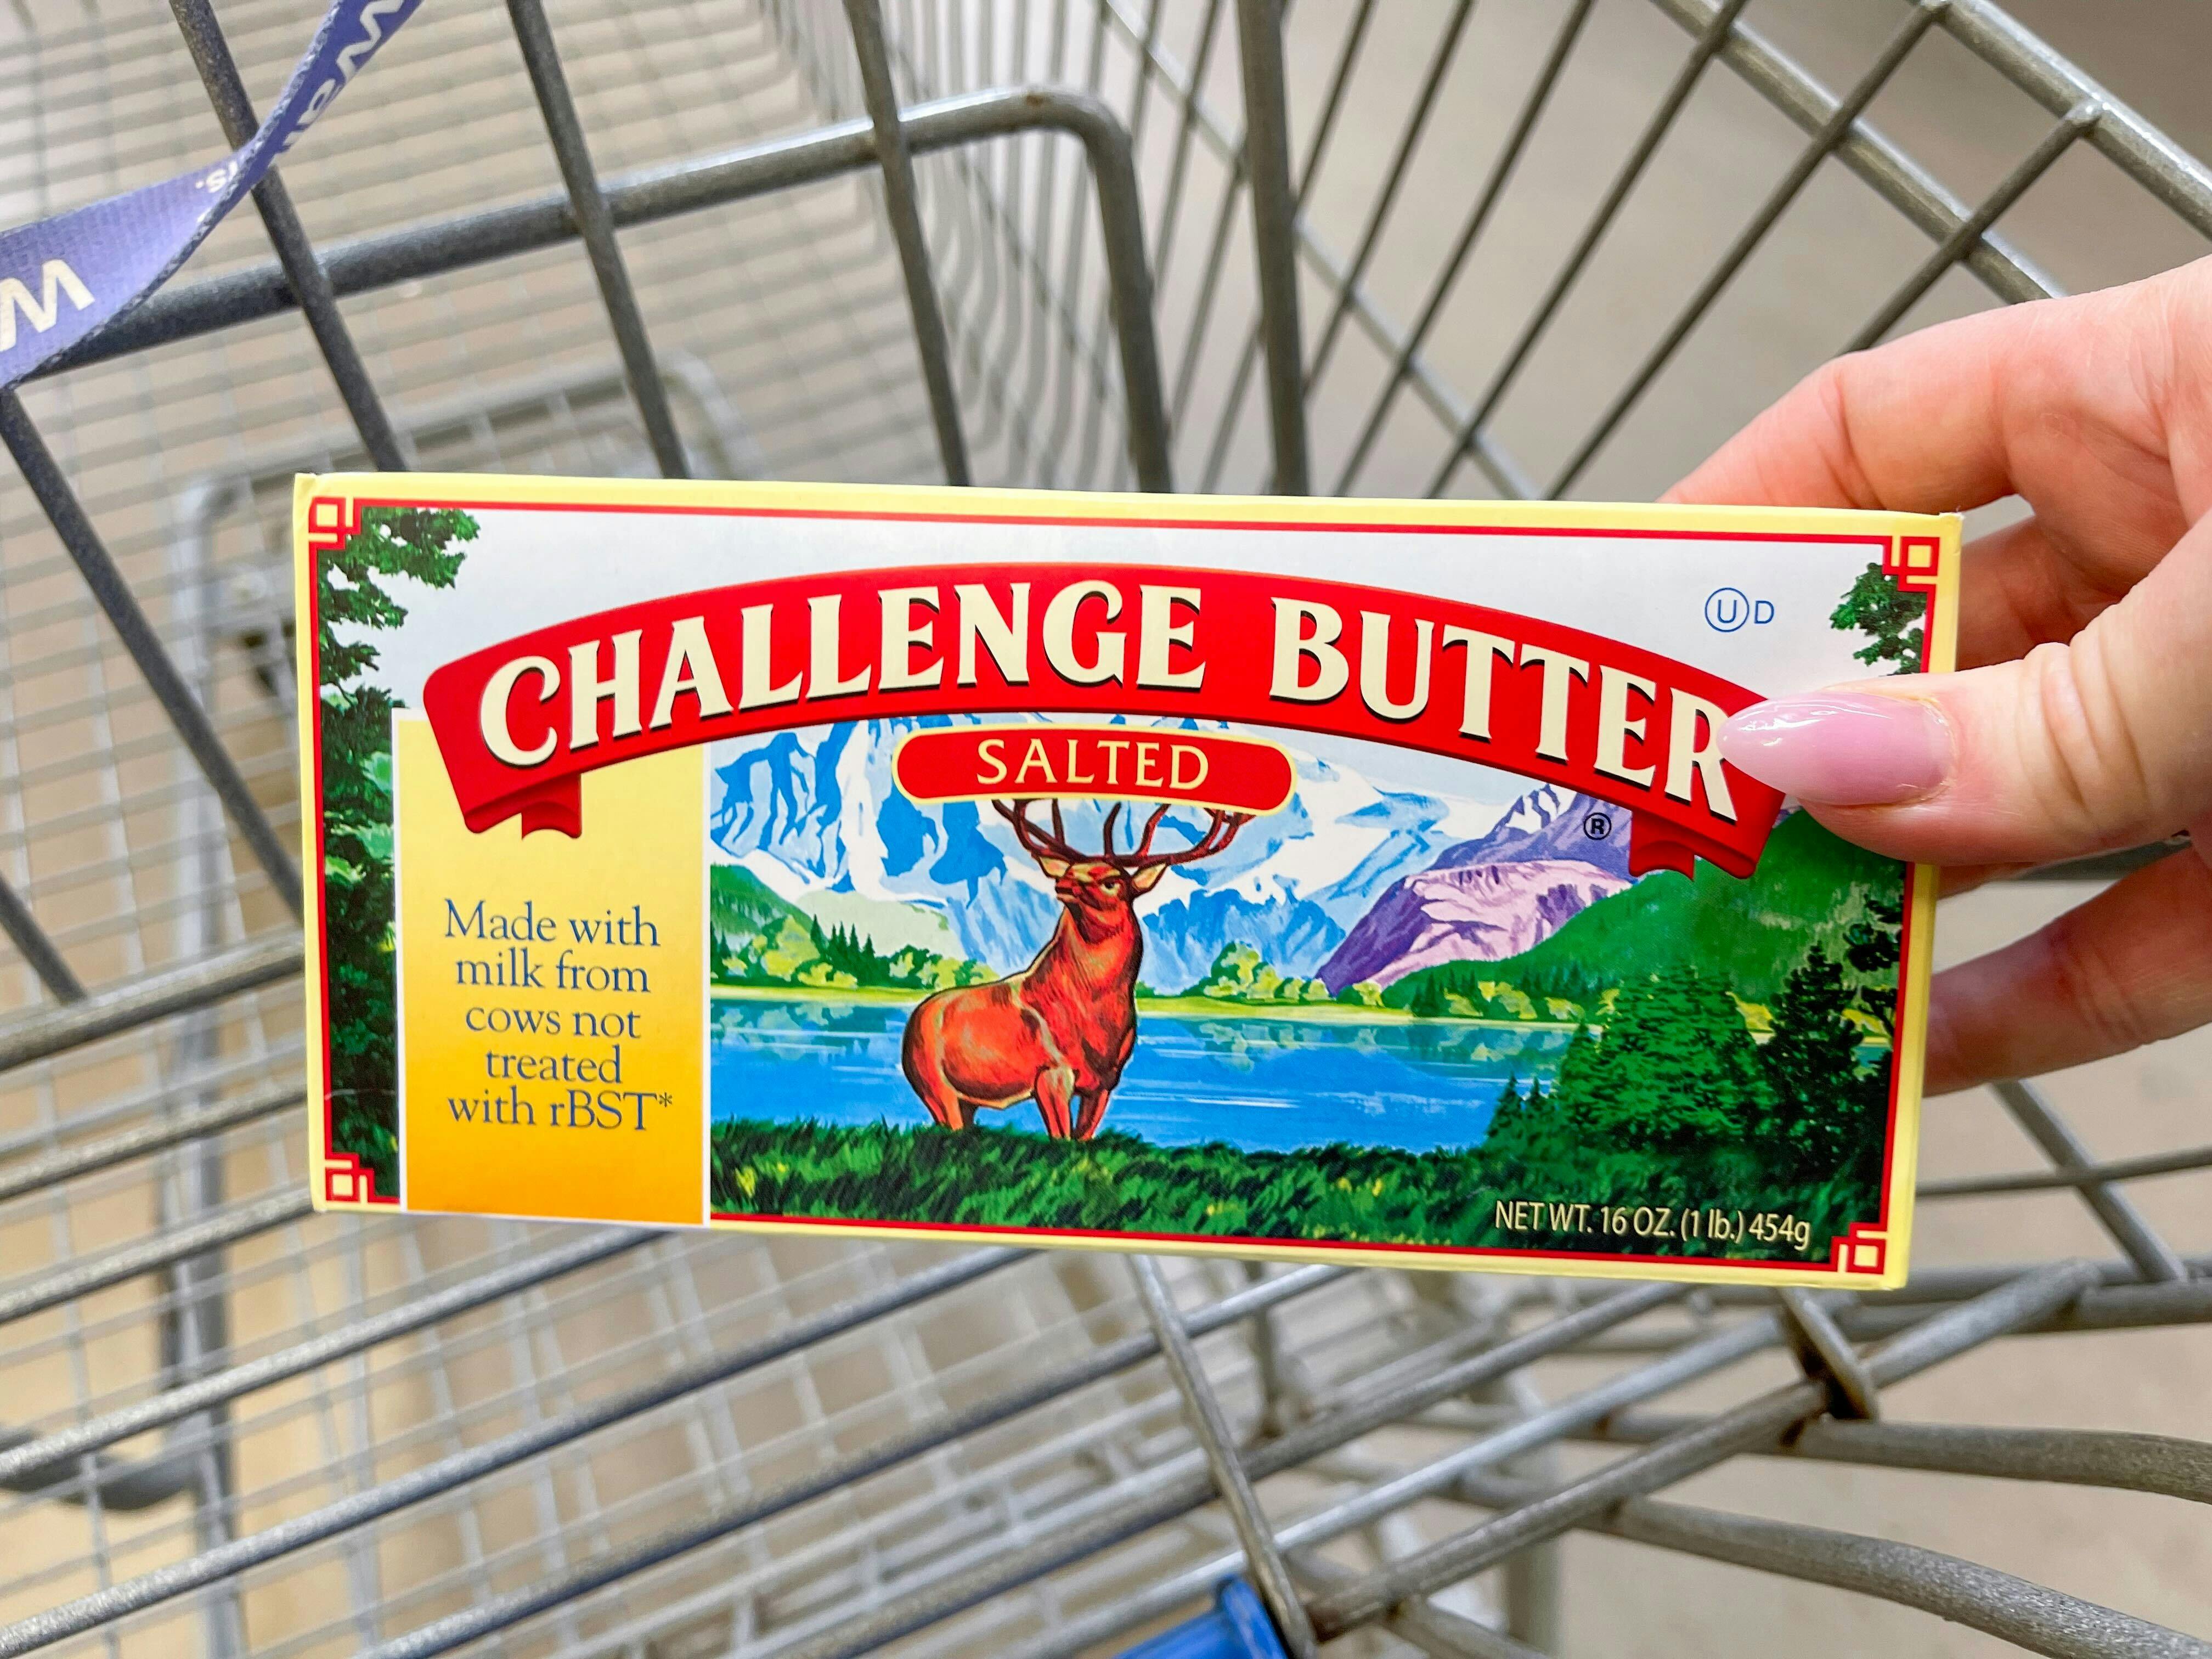 CHALLENGE BUTTER
SALTED
®
Ⓤ D
Made with
milk from
cows not
treated
with rBST*
NET WT. 16 OZ. (1 lb.) 454g